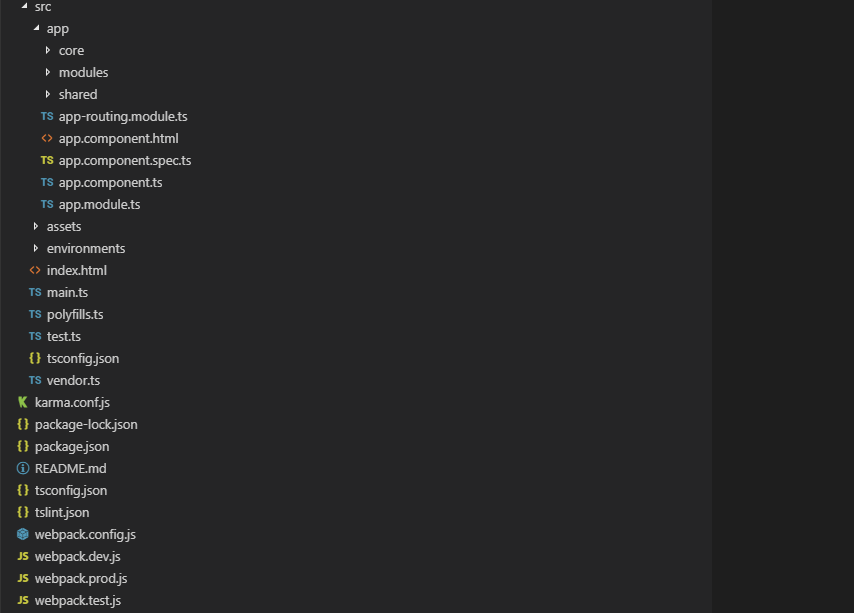 src
app
core
modules
shared
TS app-routing.module.ts
<> app.component.html
TS app.component.spec.ts
TS app.component.ts
TS app.module.ts
assets
environments
<> index.html
TS main.ts
TS polyfills.ts
TS test.ts
{} tsconfig.json
TS vendor.ts
karma.conf.js
{} package-lock.json
{} package.json
README.md
{} tsconfig.json
{} tslint.json
webpack.config.js
JS webpack.dev.js
JS webpack.prod.js
JS webpack.test.js